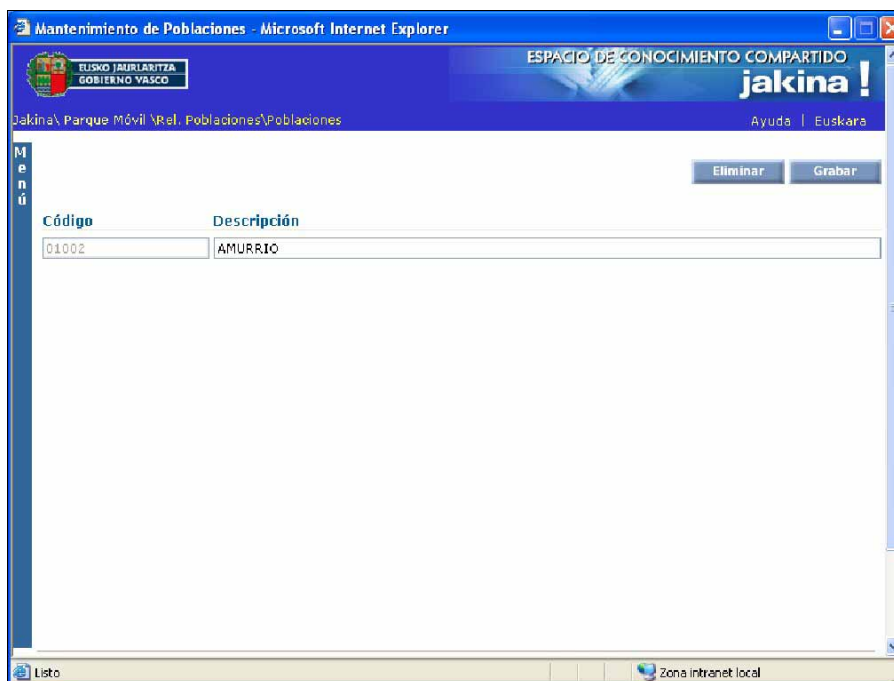 Mantenimiento de Poblaciones - Microsoft Internet Explorer
EUSKO JAURLARITZA
GOBIERNO VASCO
ESPACIO DE CONOCIMIENTO COMPARTIDO
jakina !
Jakina\ Parque Móvil \Rel. Poblaciones\Poblaciones
Ayuda | Euskara
Menú
Eliminar Grabar
Código Descripción
01002 AMURRIO
Listo Zona intranet local